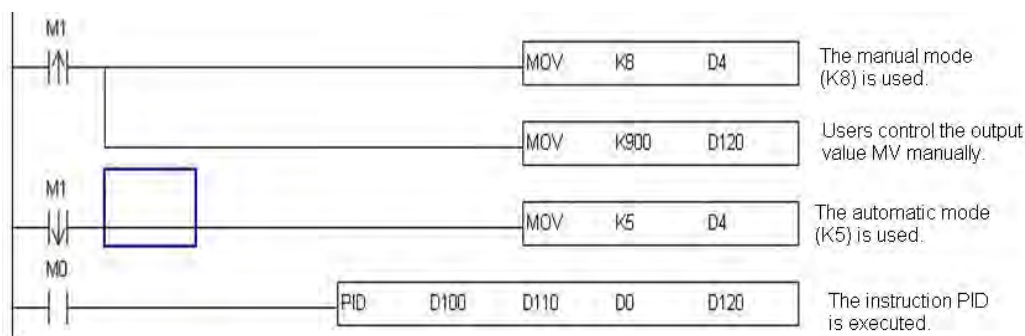 M1
MOV K8 D4
The manual mode
(K8) is used.
MOV K900 D120
Users control the output
value MV manually.
M1
MOV K5 D4
The automatic mode
(K5) is used.
M0
PID D100 D110 D0 D120
The instruction PID
is executed.